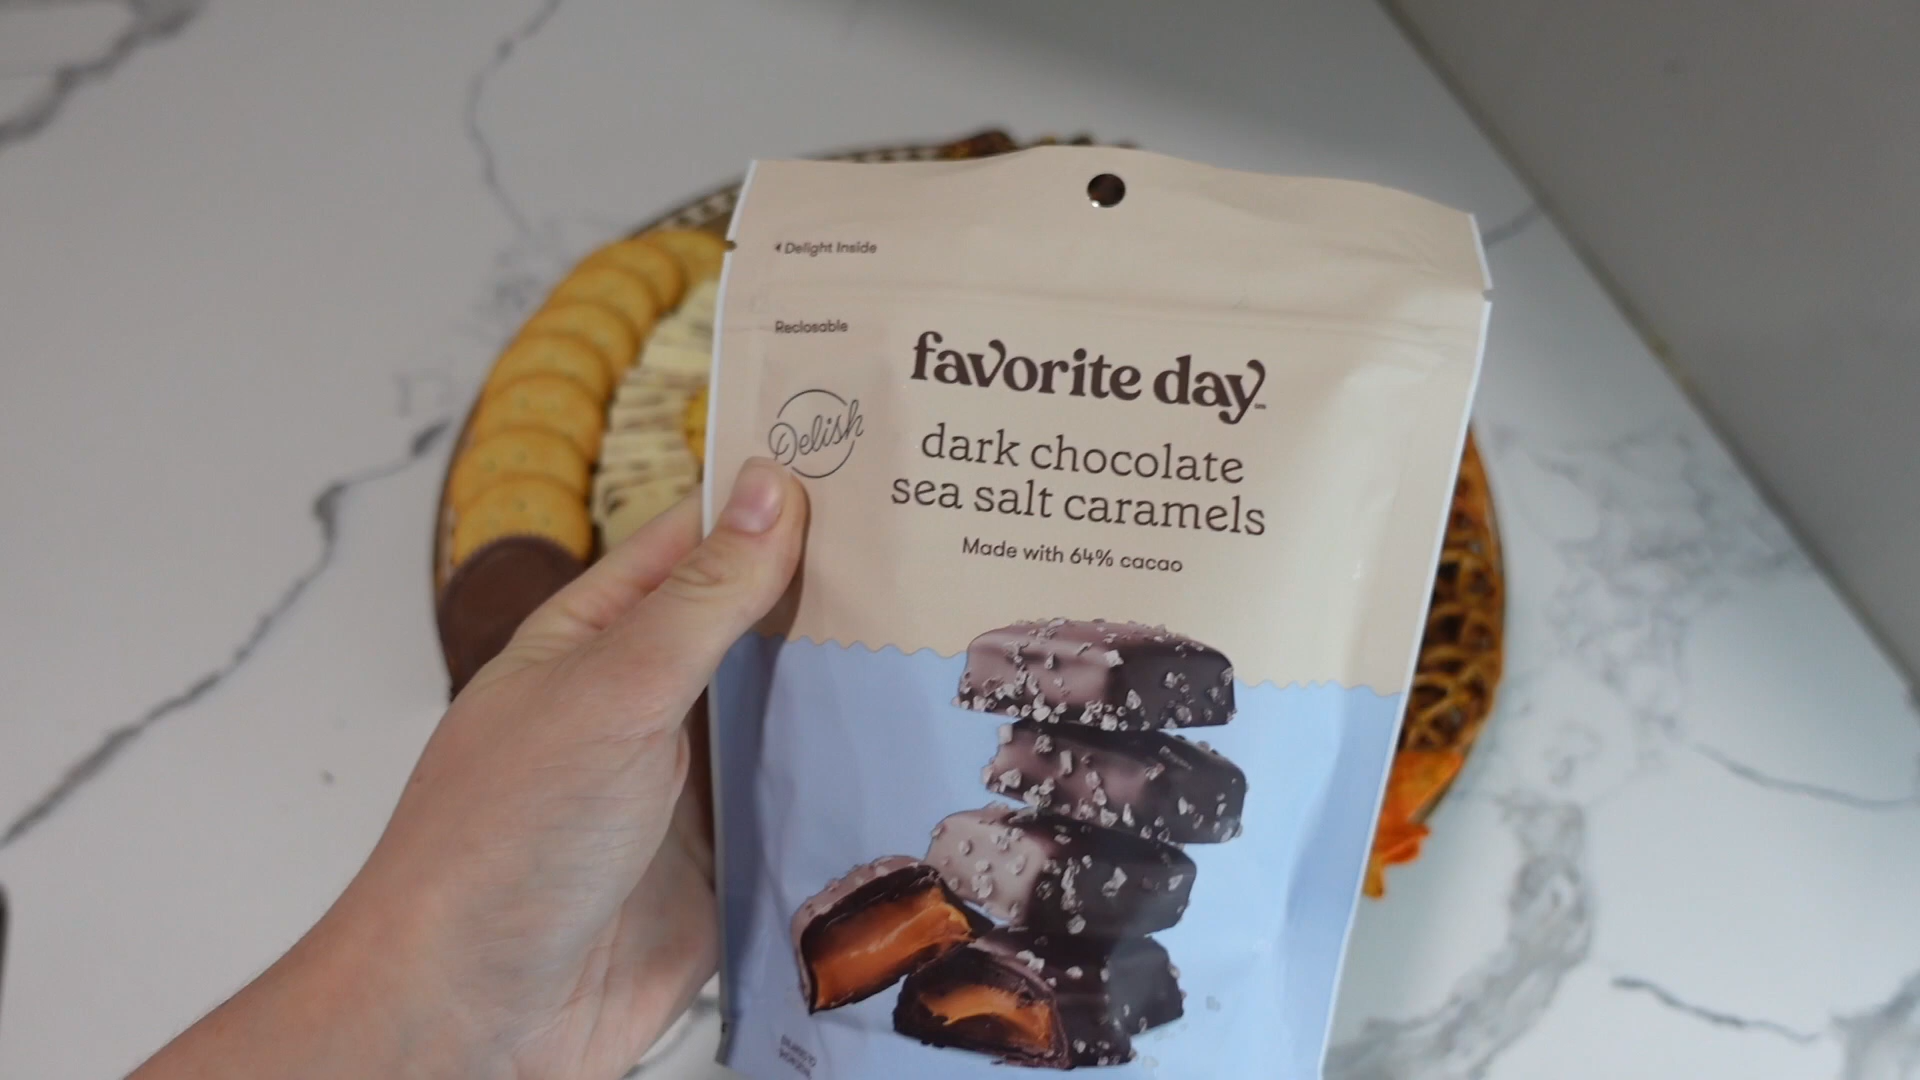 Delight Inside
Reclosable
favorite day
Delish
dark chocolate
sea salt caramels
Made with 64% cacao